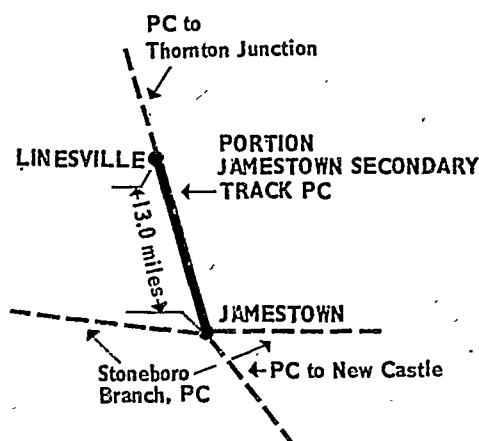 PC to
Thornton Junction
LINESVILLE
PORTION
JAMESTOWN SECONDARY
TRACK PC
13.0 miles
JAMESTOWN
Stoneboro
Branch, PC
PC to New Castle